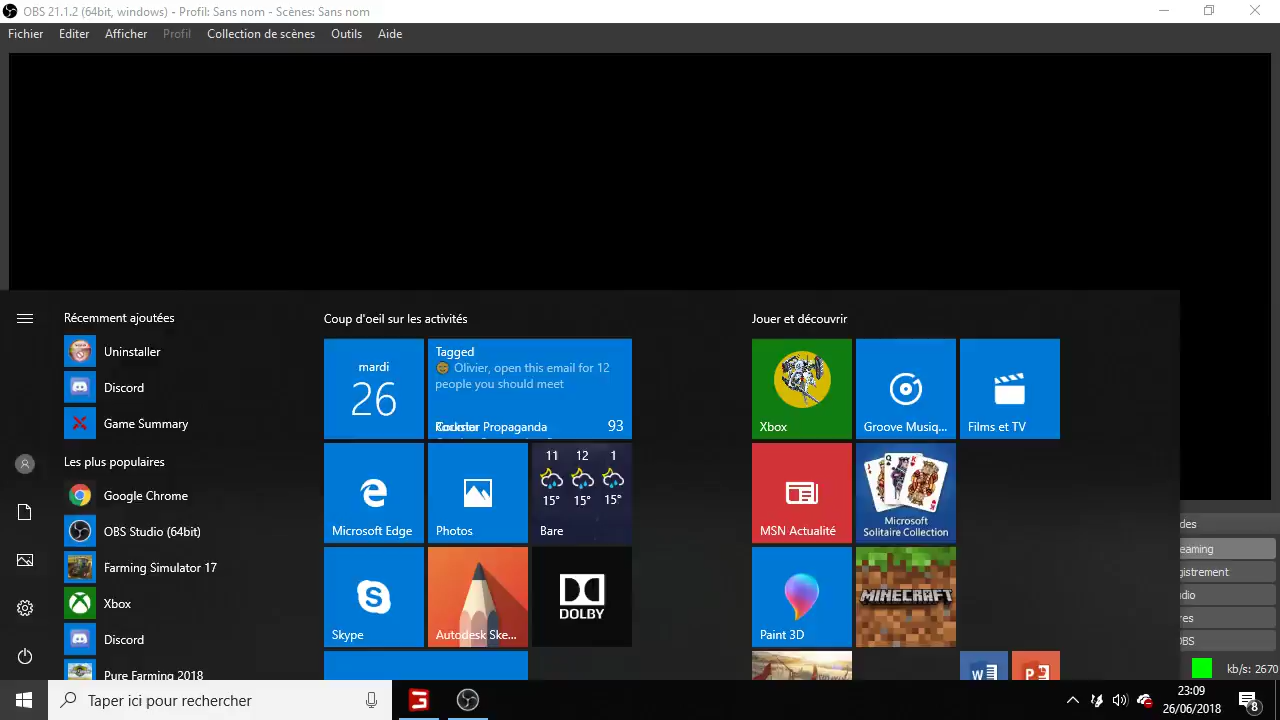 OBS 21.1.2 (64bit, windows) - Profil: Sans nom - Scènes: Sans nom
Fichier Editer Afficher Profil Collection de scènes Outils Aide
Récemment ajoutées
Uninstaller
Discord
Game Summary
Les plus populaires
Google Chrome
OBS Studio (64bit)
Farming Simulator 17
Xbox
Discord
Pure Farming 2018
Coup d'oeil sur les activités
mardi
26
Tagged
Olivier, open this email for 12
people you should meet
Propaganda 93
Microsoft Edge
Photos
11 12 1
15° 15° 15°
Bare
Skype
Autodesk Ske...
DOLBY
Jouer et découvrir
Xbox
Groove Musiq...
Films et TV
MSN Actualité
Microsoft
Solitaire Collection
Paint 3D
MINECRAFT
des
eaming
gistrement
dio
res
OBS
kb/s: 2670
Taper ici pour rechercher
23:09
26/06/2018
8